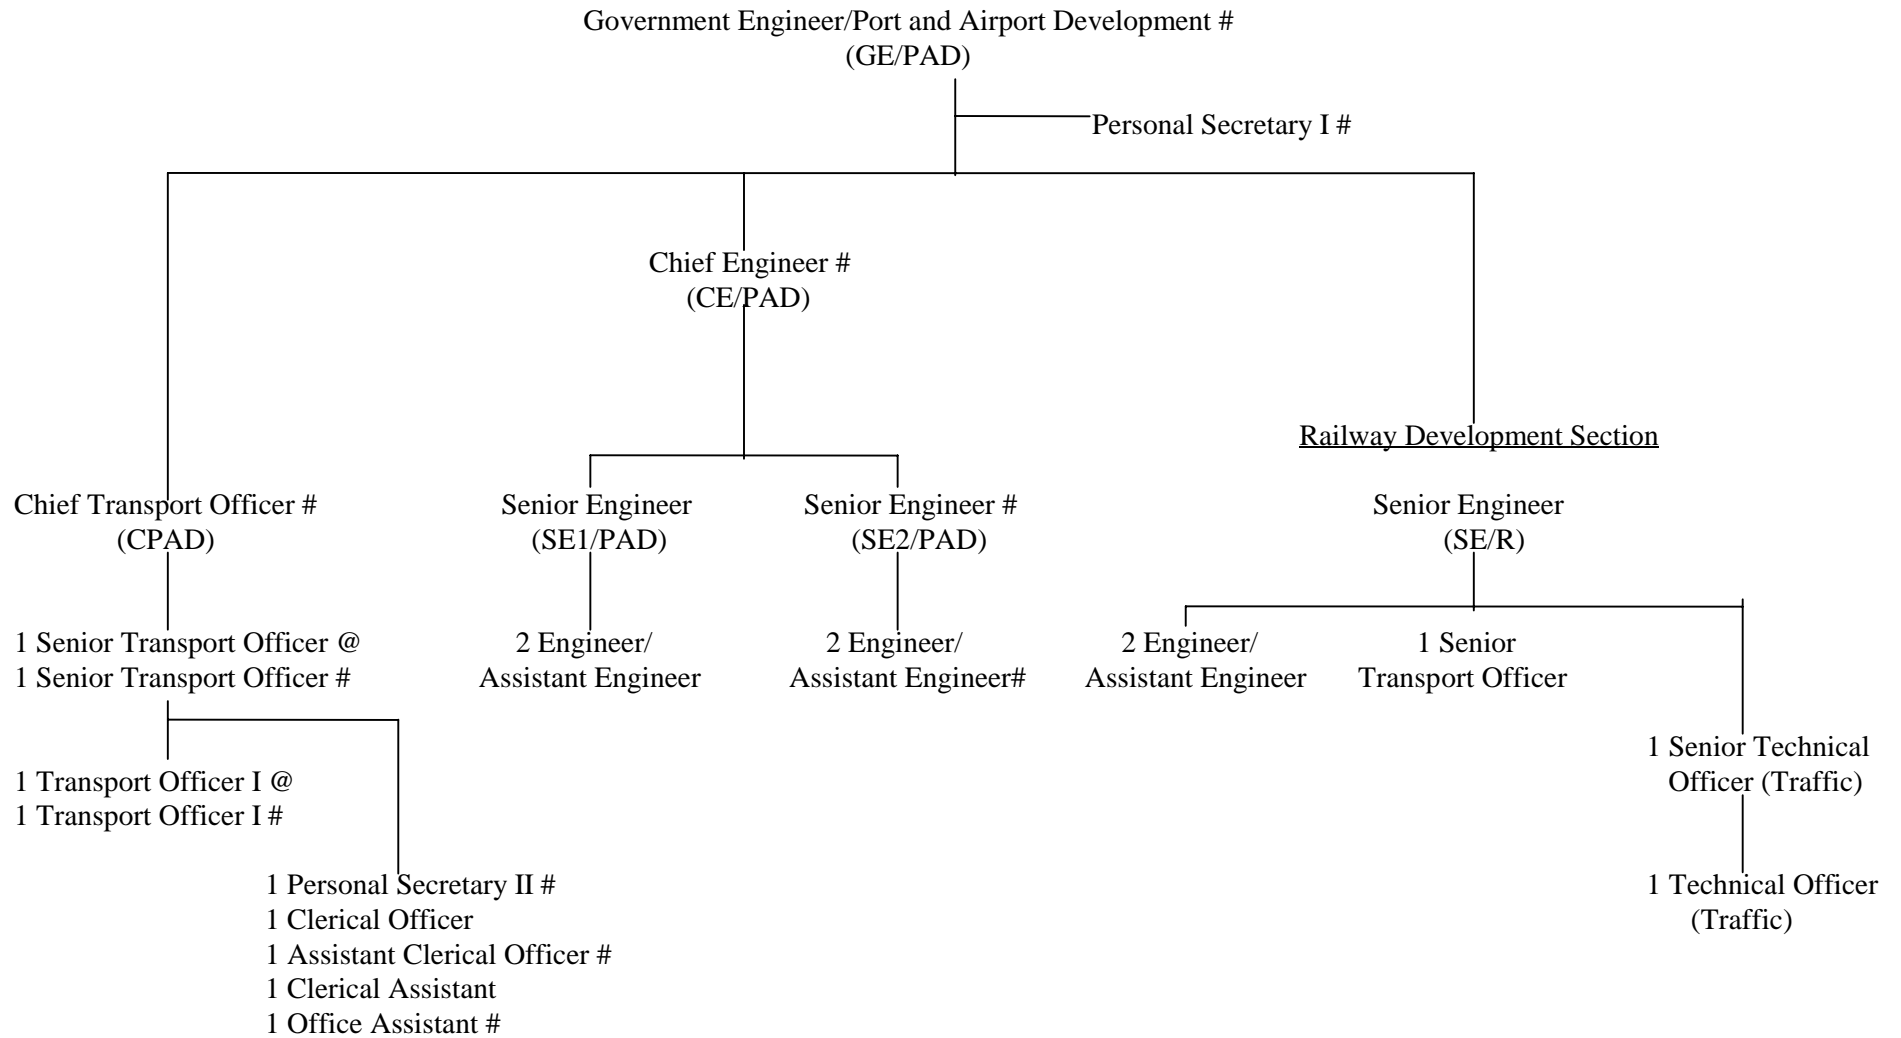 Government Engineer/Port and Airport Development #
(GE/PAD)
Personal Secretary I #
Chief Engineer #
(CE/PAD)
Railway Development Section
Chief Transport Officer #
(CPAD)
Senior Engineer
(SE1/PAD)
Senior Engineer #
(SE2/PAD)
Senior Engineer
(SE/R)
1 Senior Transport Officer @
1 Senior Transport Officer #
2 Engineer/
Assistant Engineer
2 Engineer/
Assistant Engineer#
2 Engineer/
Assistant Engineer
1 Senior
Transport Officer
1 Transport Officer I @
1 Transport Officer I #
1 Senior Technical
Officer (Traffic)
1 Personal Secretary II #
1 Clerical Officer
1 Assistant Clerical Officer #
1 Clerical Assistant
1 Office Assistant #
1 Technical Officer
(Traffic)